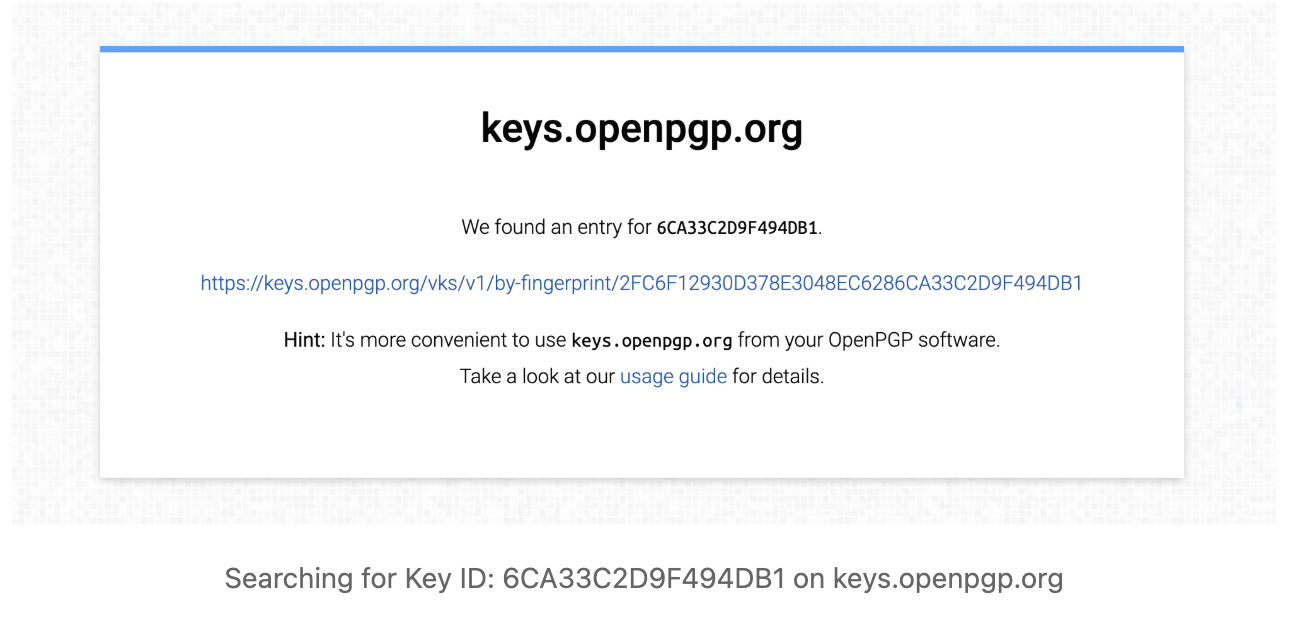 keys.openpgp.org
We found an entry for 6CA33C2D9F494DB1.
https://keys.openpgp.org/vks/v1/by-fingerprint/2FC6F12930D378E3048EC6286CA33C2D9F494DB1
Hint: It's more convenient to use keys.openpgp.org from your OpenPGP software.
Take a look at our usage guide for details.
Searching for Key ID: 6CA33C2D9F494DB1 on keys.openpgp.org